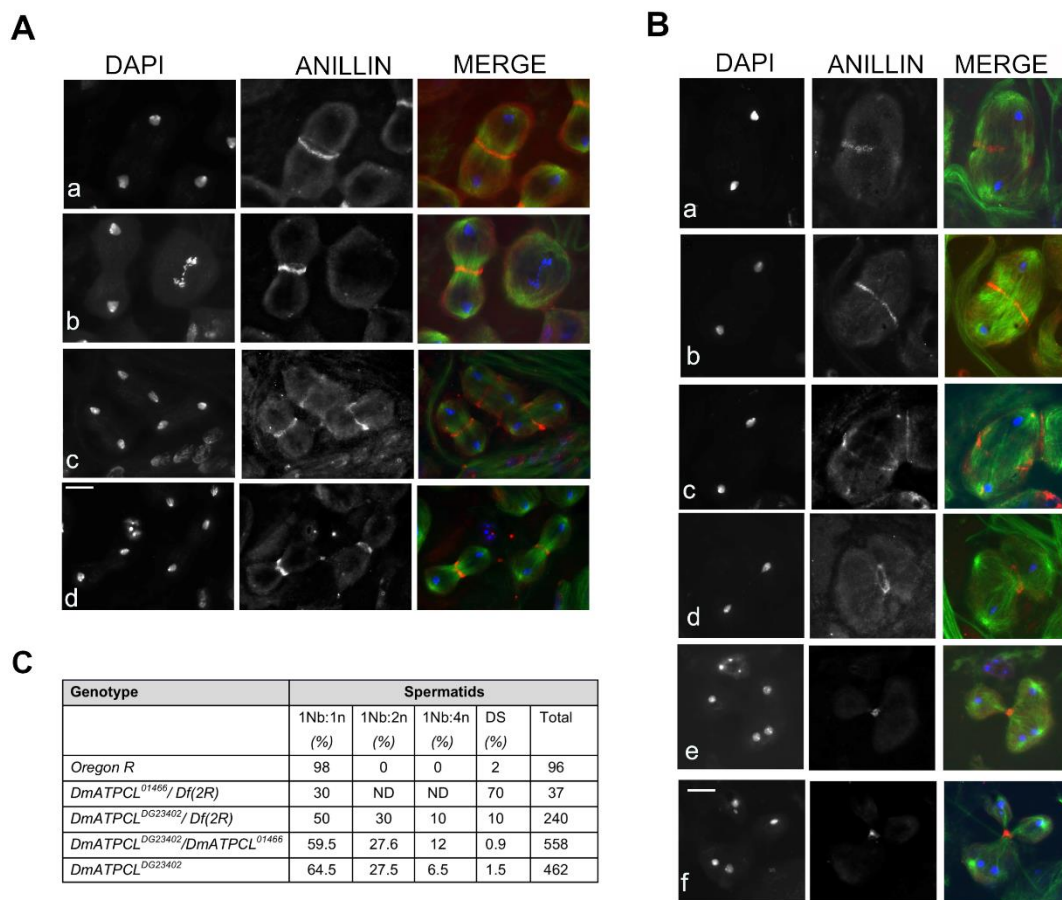 A
DAPI ANILLIN MERGE
a
b
c
d
B
DAPI ANILLIN MERGE
a
b
c
d
e
f
C
Genotype Spermatids
1Nb:1n (%) 1Nb:2n (%) 1Nb:4n (%) DS (%) Total
Oregon R 98 0 0 2 96
DmATPCL01466/ Df(2R) 30 ND ND 70 37
DmATPCLDG23402/ Df(2R) 50 30 10 10 240
DmATPCLDG23402/DmATPCL01466 59.5 27.6 12 0.9 558
DmATPCLDG23402 64.5 27.5 6.5 1.5 462